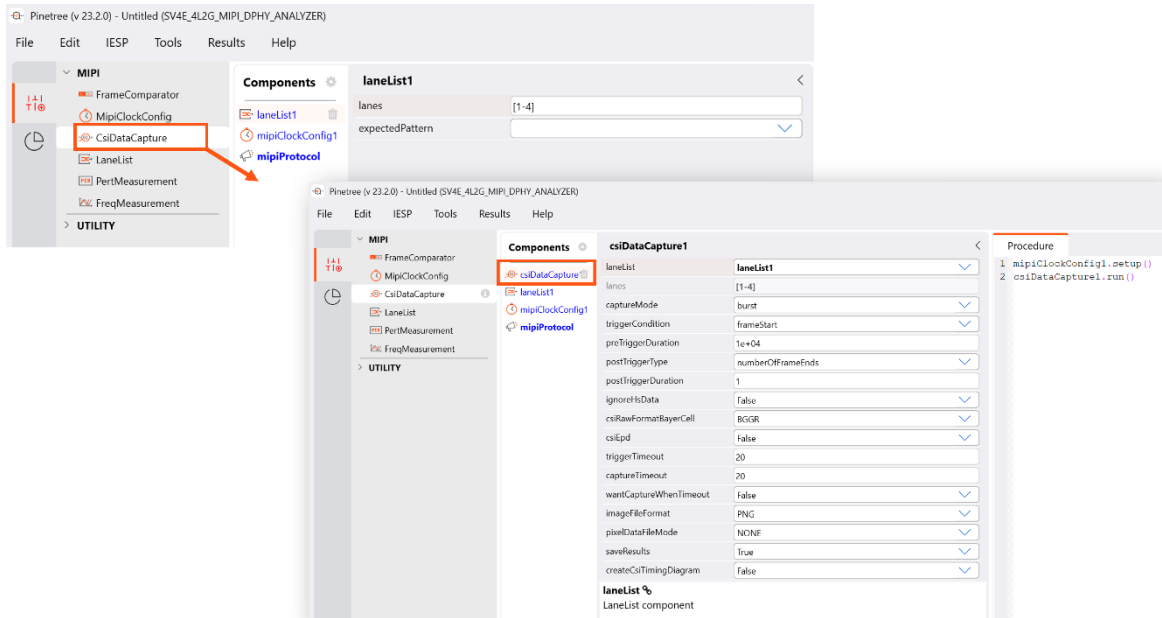 Pinetree (v 23.2.0) - Untitled (SV4E_4L2G_MIPI_DPHY_ANALYZER)
File Edit IESP Tools Results Help
MIPI
FrameComparator
MipiClockConfig
CsiDataCapture
LaneList
PertMeasurement
FreqMeasurement
UTILITY
Components
laneList1
mipiClockConfig1
mipiProtocol
laneList1
lanes [1-4]
expectedPattern
Pinetree (v 23.2.0) - Untitled (SV4E_4L2G_MIPI_DPHY_ANALYZER)
File Edit IESP Tools Results Help
MIPI
FrameComparator
MipiClockConfig
CsiDataCapture
LaneList
PertMeasurement
FreqMeasurement
UTILITY
Components
csiDataCapture
laneList1
mipiClockConfig1
mipiProtocol
csiDataCapture1
laneList laneList1
lanes [1-4]
captureMode burst
triggerCondition frameStart
preTriggerDuration 1e+04
postTriggerType numberOfFrameEnds
postTriggerDuration 1
ignoreHsData False
csiRawFormatBayerCell BGGR
csiEpd False
triggerTimeout 20
captureTimeout 20
wantCaptureWhenTimeout False
imageFileFormat PNG
pixelDataFileMode NONE
saveResults True
createCsiTimingDiagram False
laneList
LaneList component
Procedure
1 mipiClockConfig1.setup()
2 csiDataCapture1.run()